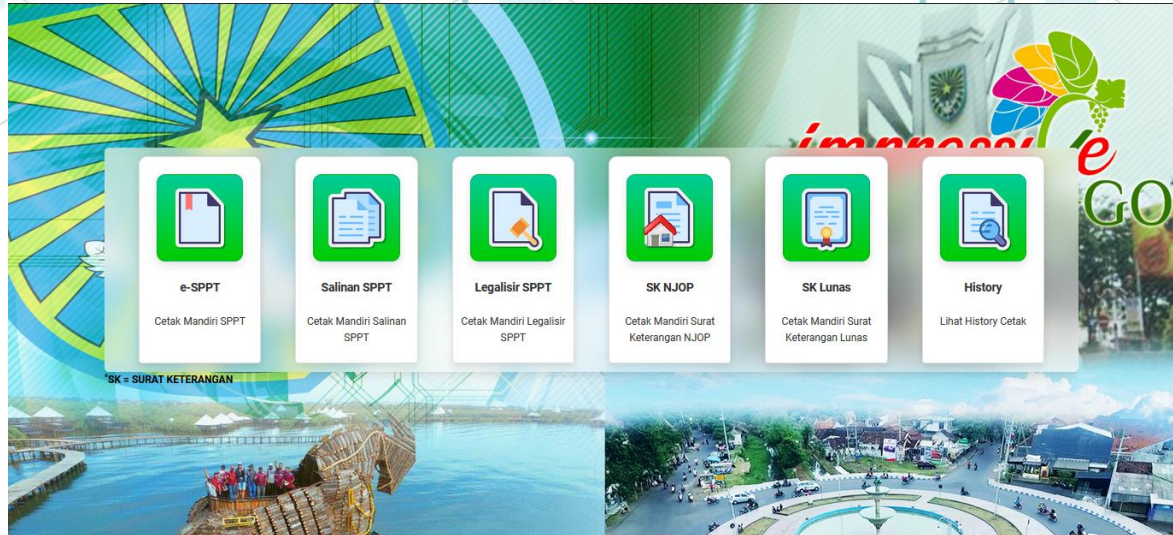 e-SPPT
Cetak Mandiri SPPT
Salinan SPPT
Cetak Mandiri Salinan
SPPT
Legalisir SPPT
Cetak Mandiri Legalisir
SPPT
SK NJOP
Cetak Mandiri Surat
Keterangan NJOP
SK Lunas
Cetak Mandiri Surat
Keterangan Lunas
History
Lihat History Cetak
*SK = SURAT KETERANGAN
GO